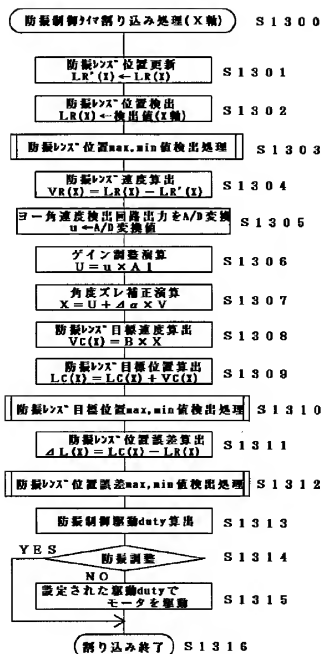 防振制御タイマ割り込み処理(X軸) S1300
防振レンズ位置更新 S1301
LR'(X)←LR(X)
防振レンズ位置検出 S1302
LR(X)←検出値(X軸)
防振レンズ位置max,min値検出処理 S1303
防振レンズ速度算出 S1304
VR(X)=LR(X)-LR'(X)
ヨー角速度検出回路出力をA/D変換 S1305
u←A/D変換値
ゲイン調整演算 S1306
U=u×A1
角度ズレ補正演算 S1307
X=U+Δα×V
防振レンズ目標速度算出 S1308
VC(X)=B×X
防振レンズ目標位置算出 S1309
LC(X)=LC(X)+VC(X)
防振レンズ目標位置max,min値検出処理 S1310
防振レンズ位置誤差算出 S1311
ΔL(X)=LC(X)-LR(X)
防振レンズ位置誤差max,min値検出処理 S1312
防振制御駆動duty算出 S1313
YES 防振調整 S1314
NO
設定された駆動dutyで S1315
モータを駆動
割り込み終了 S1316